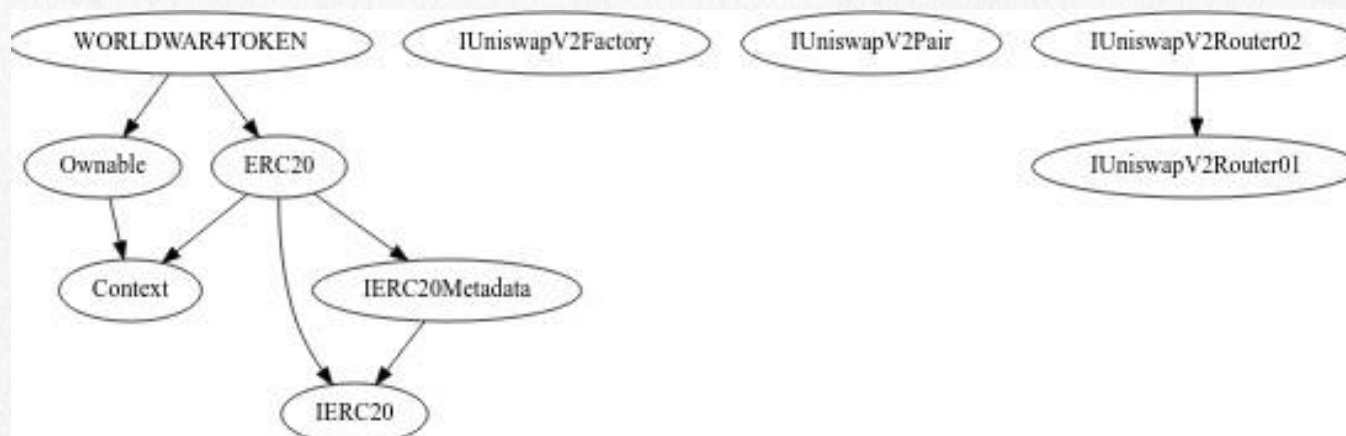 WORLDWAR4TOKEN
IUniswapV2Factory
IUniswapV2Pair
IUniswapV2Router02
Ownable
ERC20
IUniswapV2Router01
Context
IERC20Metadata
IERC20